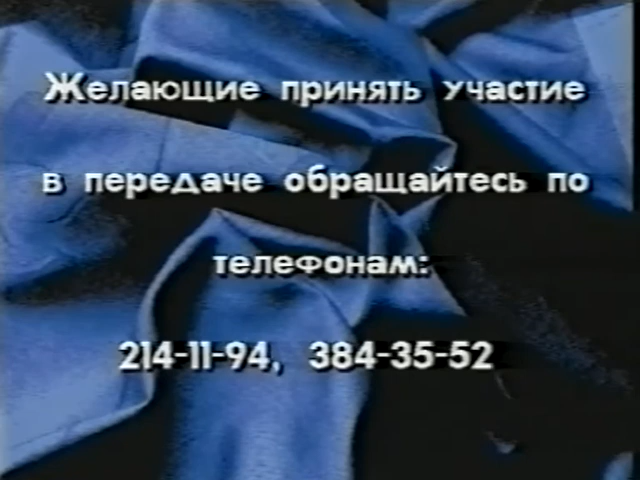 Желающие принять участие
в передаче обращайтесь по
телефонам:
214-11-94, 384-35-52